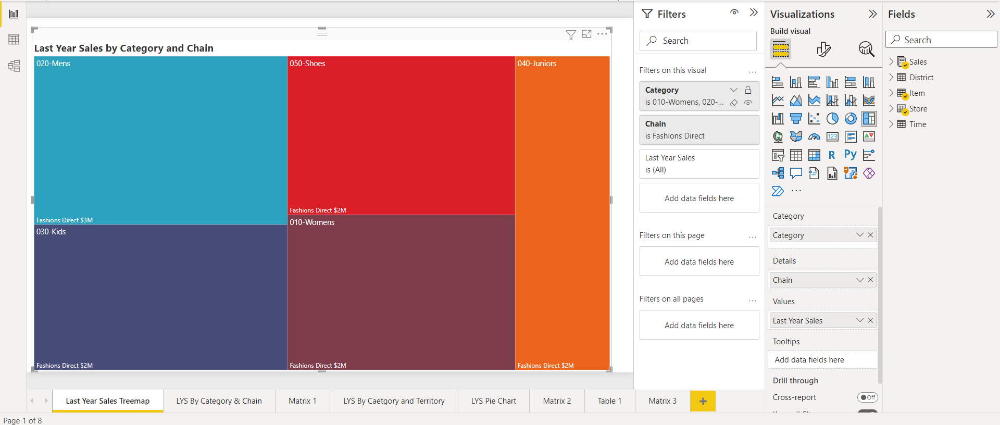 Last Year Sales by Category and Chain
020-Mens
Fashions Direct $3M
030-Kids
Fashions Direct $2M
050-Shoes
Fashions Direct $2M
010-Womens
Fashions Direct $2M
040-Juniors
Fashions Direct $2M
Filters
Search
Filters on this visual
...
Category
is 010-Womens, 020-...
Chain
is Fashions Direct
Last Year Sales
is (All)
Add data fields here
Filters on this page
...
Add data fields here
Filters on all pages
...
Add data fields here
Visualizations
Build visual
123
R
Py
...
Category
Category
Details
Chain
Values
Last Year Sales
Tooltips
Add data fields here
Drill through
Cross-report
Off
Fields
Search
Sales
District
Item
Store
Time
Last Year Sales Treemap
LYS By Category & Chain
Matrix 1
LYS By Caetgory and Territory
LYS Pie Chart
Matrix 2
Table 1
Matrix 3
+
Page 1 of 8